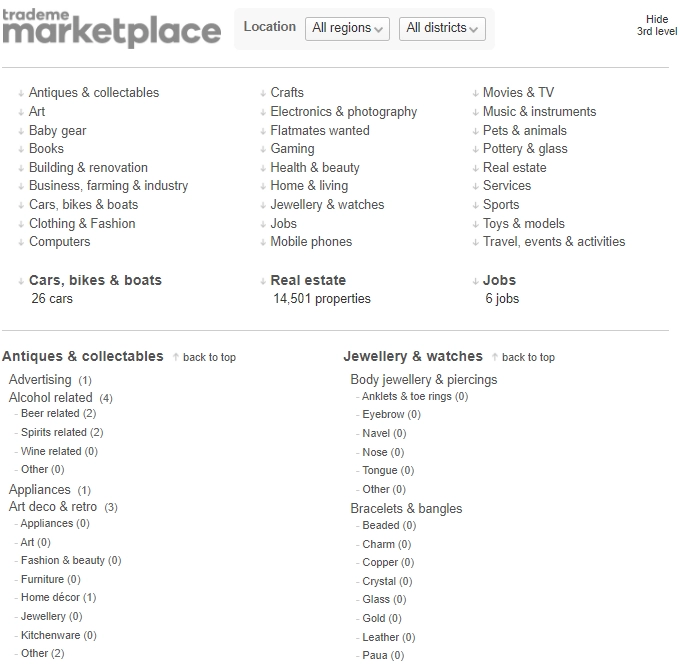 trademe
marketplace
Location All regions All districts
Hide
3rd level
Antiques & collectables
Art
Baby gear
Books
Building & renovation
Business, farming & industry
Cars, bikes & boats
Clothing & Fashion
Computers
Crafts
Electronics & photography
Flatmates wanted
Gaming
Health & beauty
Home & living
Jewellery & watches
Jobs
Mobile phones
Movies & TV
Music & instruments
Pets & animals
Pottery & glass
Real estate
Services
Sports
Toys & models
Travel, events & activities
Cars, bikes & boats
26 cars
Real estate
14,501 properties
Jobs
6 jobs
Antiques & collectables back to top
Advertising (1)
Alcohol related (4)
- Beer related (2)
- Spirits related (2)
- Wine related (0)
- Other (0)
Appliances (1)
Art deco & retro (3)
- Appliances (0)
- Art (0)
- Fashion & beauty (0)
- Furniture (0)
- Home décor (1)
- Jewellery (0)
- Kitchenware (0)
- Other (2)
Jewellery & watches back to top
Body jewellery & piercings
- Anklets & toe rings (0)
- Eyebrow (0)
- Navel (0)
- Nose (0)
- Tongue (0)
- Other (0)
Bracelets & bangles
- Beaded (0)
- Charm (0)
- Copper (0)
- Crystal (0)
- Glass (0)
- Gold (0)
- Leather (0)
- Paua (0)